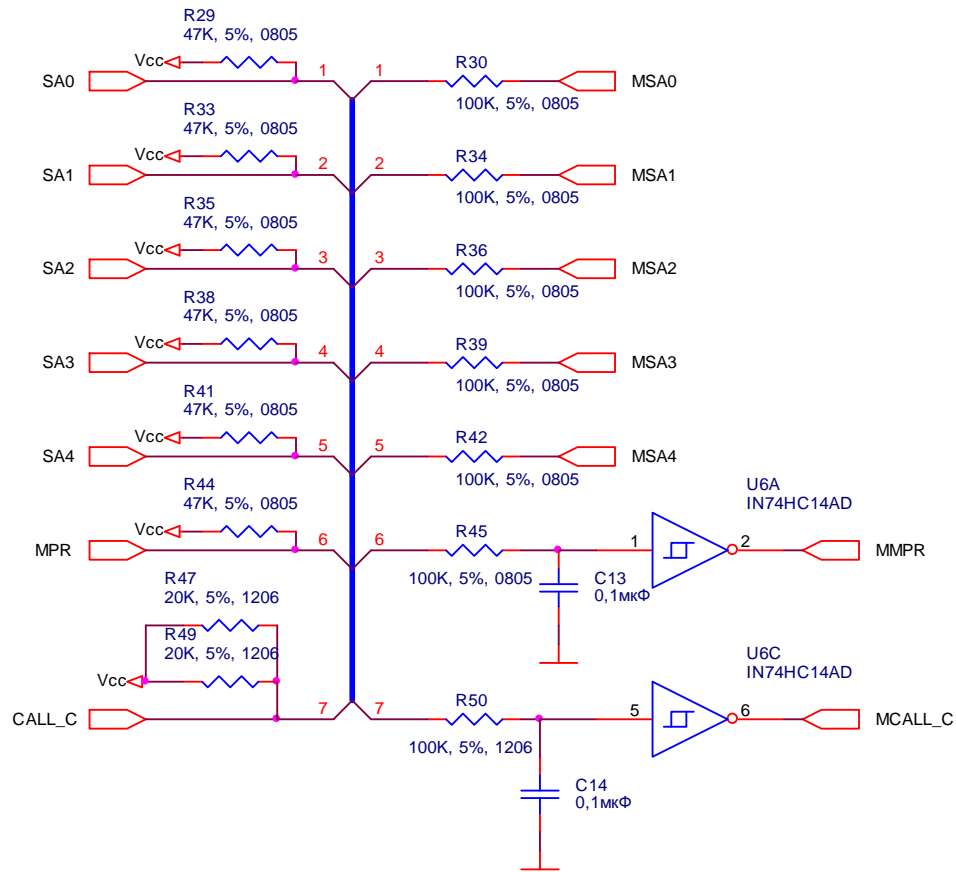 R29
47K, 5%, 0805
Vcc
SA0
1
1
R30
100K, 5%, 0805
MSA0
R33
47K, 5%, 0805
Vcc
SA1
2
2
R34
100K, 5%, 0805
MSA1
R35
47K, 5%, 0805
Vcc
SA2
3
3
R36
100K, 5%, 0805
MSA2
R38
47K, 5%, 0805
Vcc
SA3
4
4
R39
100K, 5%, 0805
MSA3
R41
47K, 5%, 0805
Vcc
SA4
5
5
R42
100K, 5%, 0805
MSA4
R44
47K, 5%, 0805
Vcc
MPR
6
6
R45
100K, 5%, 0805
C13
0,1мкФ
U6A
IN74HC14AD
1
2
MMPR
R47
20K, 5%, 1206
R49
20K, 5%, 1206
Vcc
CALL_C
7
7
R50
100K, 5%, 1206
C14
0,1мкФ
U6C
IN74HC14AD
5
6
MCALL_C